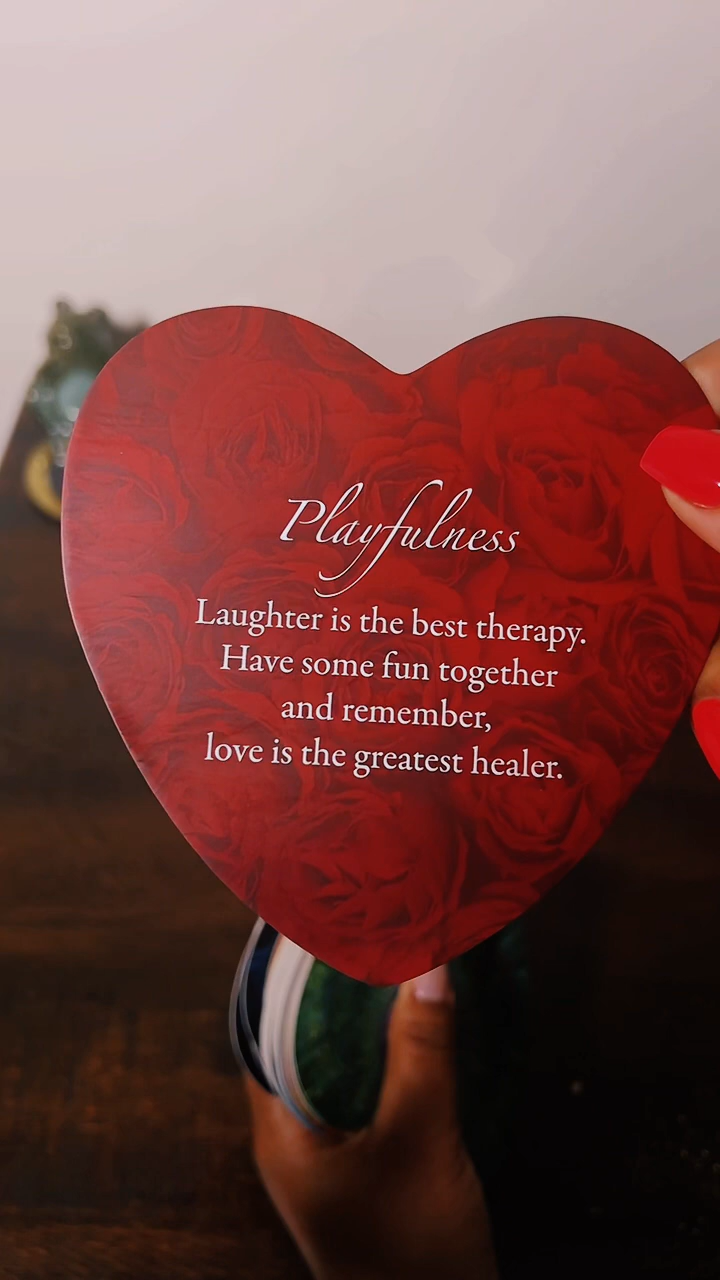 Playfulness
Laughter is the best therapy.
Have some fun together
and remember,
love is the greatest healer.